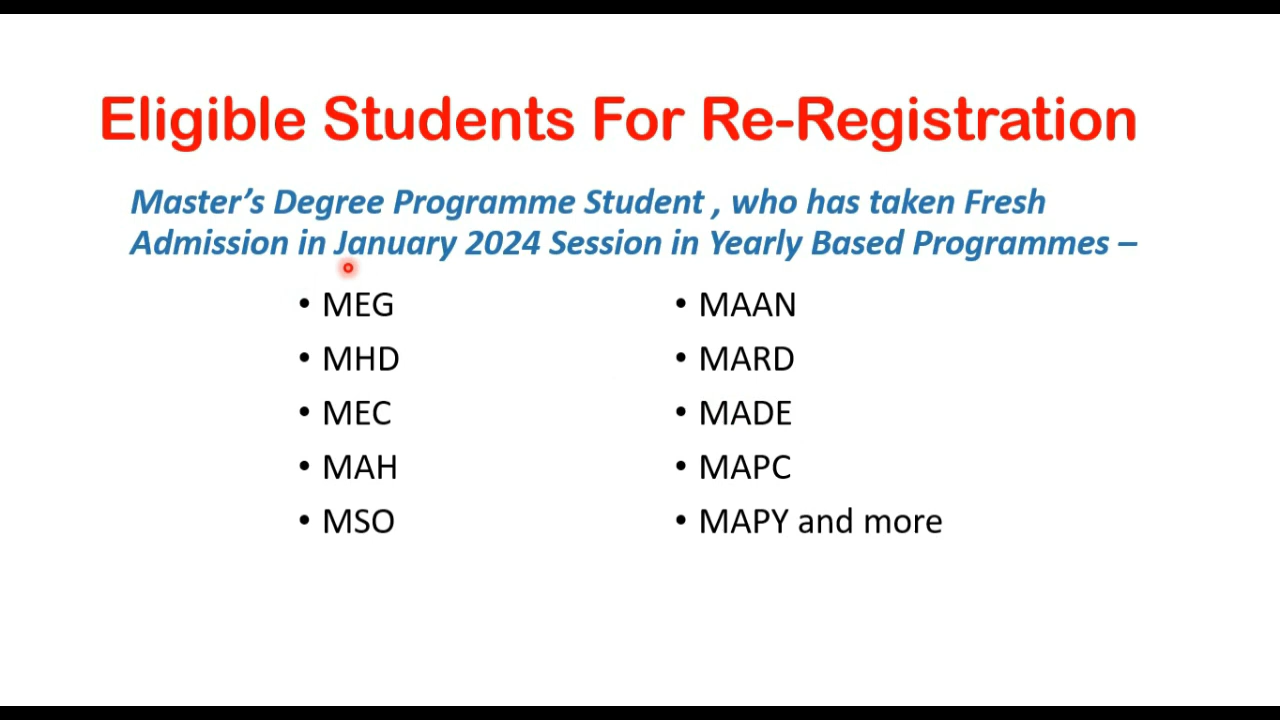 Eligible Students For Re-Registration
Master’s Degree Programme Student , who has taken Fresh
Admission in January 2024 Session in Yearly Based Programmes –
• MEG
• MHD
• MEC
• MAH
• MSO
• MAAN
• MARD
• MADE
• MAPC
• MAPY and more